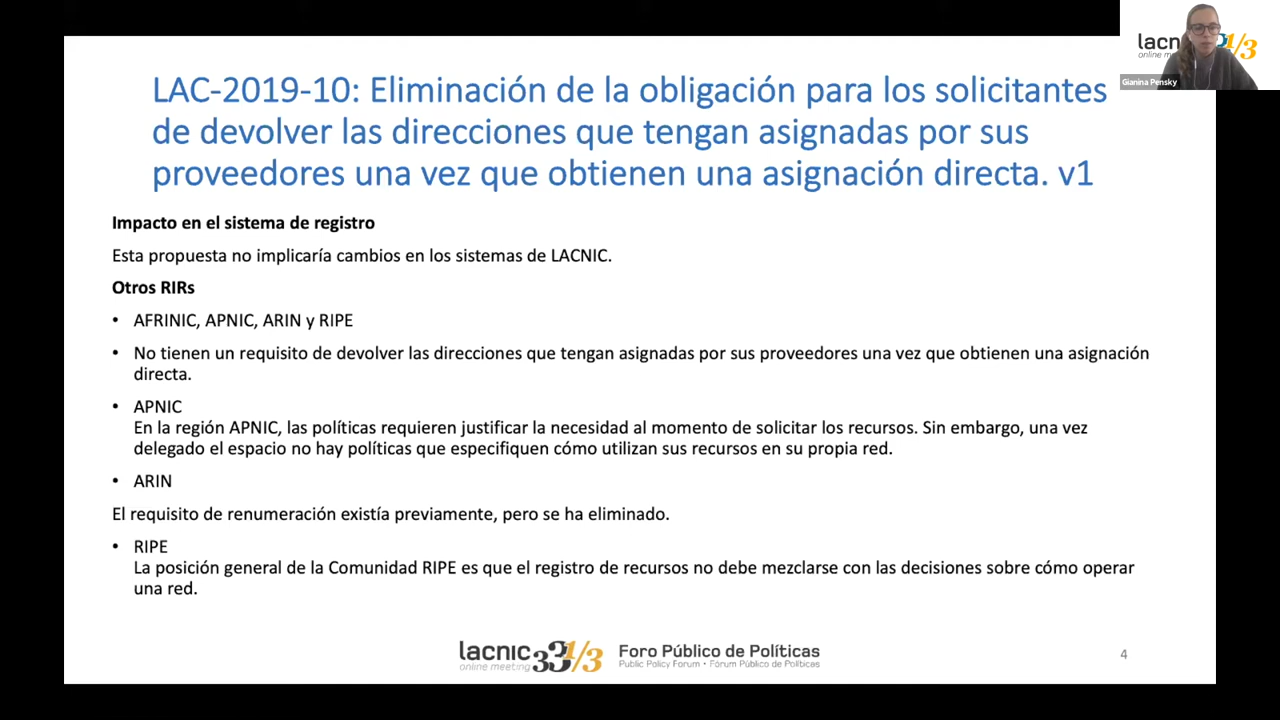 LAC-2019-10: Eliminación de la obligación para los solicitantes
de devolver las direcciones que tengan asignadas por sus
proveedores una vez que obtienen una asignación directa. v1
Impacto en el sistema de registro
Esta propuesta no implicaría cambios en los sistemas de LACNIC.
Otros RIRs
• AFRINIC, APNIC, ARIN y RIPE
• No tienen un requisito de devolver las direcciones que tengan asignadas por sus proveedores una vez que obtienen una asignación
directa.
• APNIC
En la región APNIC, las políticas requieren justificar la necesidad al momento de solicitar los recursos. Sin embargo, una vez
delegado el espacio no hay políticas que especifiquen cómo utilizan sus recursos en su propia red.
• ARIN
El requisito de renumeración existía previamente, pero se ha eliminado.
• RIPE
La posición general de la Comunidad RIPE es que el registro de recursos no debe mezclarse con las decisiones sobre cómo operar
una red.
lacnic 33 1/3
online meeting
Foro Público de Políticas
Public Policy Forum • Fórum Público de Políticas
4
1/3
Gianina Pensky